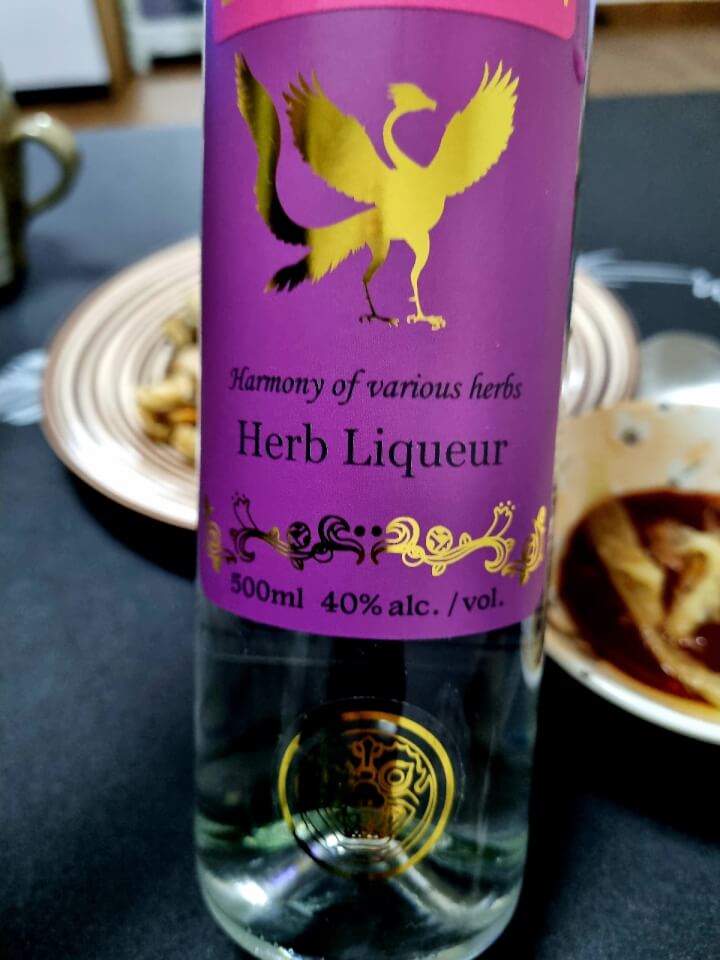 Harmony of various herbs
Herb Liqueur
500ml 40% alc. / vol.